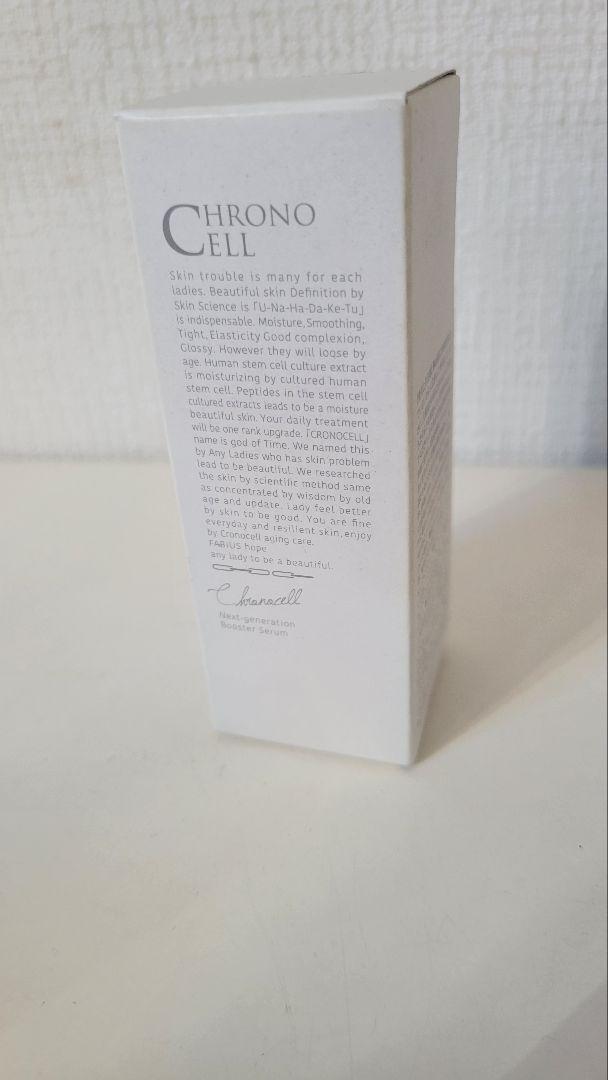 CHRONO
CELL
Skin trouble is many for each
ladies. Beautiful skin Definition by
Skin Science is 「U-Na-Ha-Da-Ke-Tu」
is indispensable. Moisture, Smoothing,
Tight, Elasticity Good complexion,
Glossy. However they will loose by
age. Human stem cell culture extract
is moisturizing by cultured human
stem cell. Peptides in the stem cell
cultured extracts leads to be a moisture
beautiful skin. Your daily treatment
will be one rank upgrade. 「CRONOCELL」
name is god of Time. We named this
by Any Ladies who has skin problem
lead to be beautiful. We researched
the skin by scientific method same
as concentrated by wisdom by old
age and update. Lady feel better
by skin to be good. You are fine
everyday and resilient skin, enjoy
by Cronocell aging care.
FABIUS hope
any lady to be a beautiful.
Chronocell
Next-generation
Booster Serum